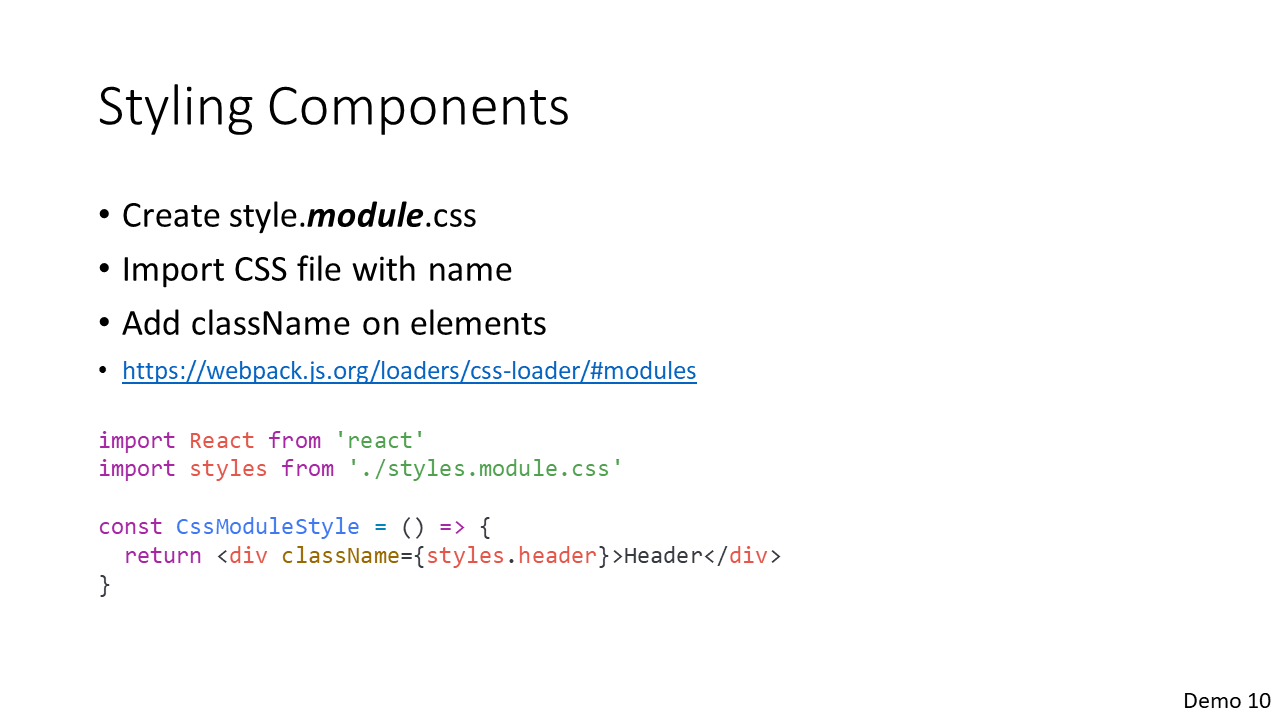 Styling Components
• Create style.module.css
• Import CSS file with name
• Add className on elements
• https://webpack.js.org/loaders/css-loader/#modules
import React from 'react'
import styles from './styles.module.css'
const CssModuleStyle = () => {
  return <div className={styles.header}>Header</div>
}
Demo 10